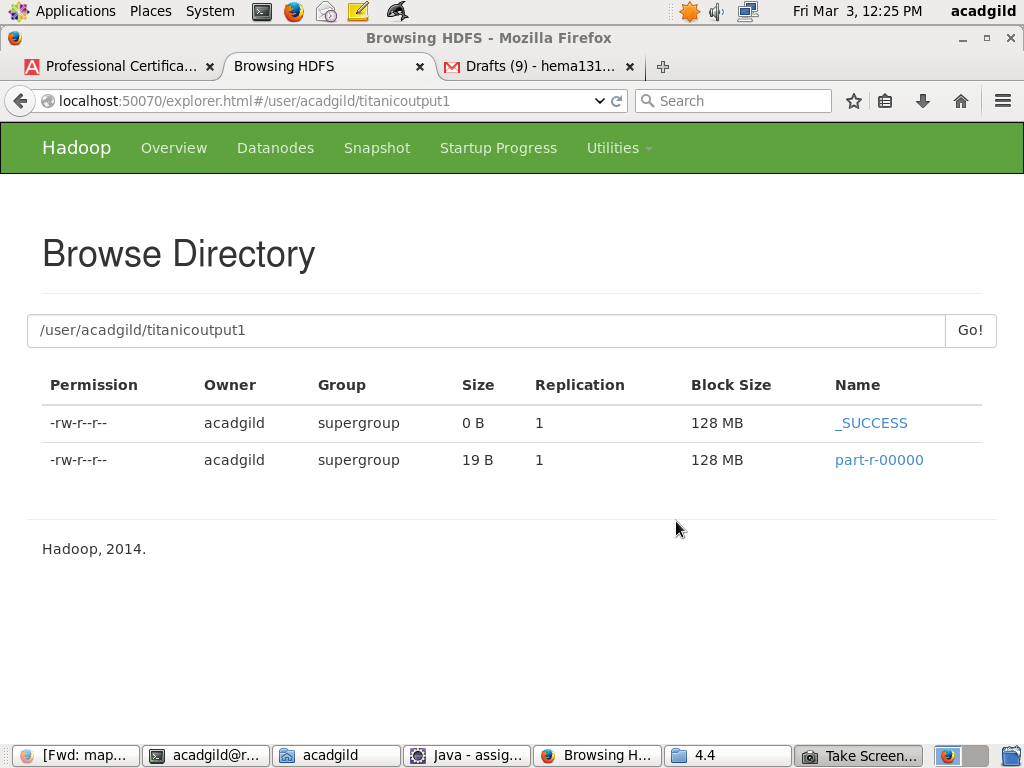 Applications Places System Fri Mar 3, 12:25 PM acadgild
Browsing HDFS - Mozilla Firefox
Professional Certifica... Browsing HDFS Drafts (9) - hema131...
localhost:50070/explorer.html#/user/acadgild/titanicoutput1 Search
Hadoop Overview Datanodes Snapshot Startup Progress Utilities
Browse Directory
/user/acadgild/titanicoutput1 Go!
Permission Owner Group Size Replication Block Size Name
-rw-r--r-- acadgild supergroup 0 B 1 128 MB _SUCCESS
-rw-r--r-- acadgild supergroup 19 B 1 128 MB part-r-00000
Hadoop, 2014.
[Fwd: map... acadgild@r... acadgild Java - assig... Browsing H... 4.4 Take Screen...